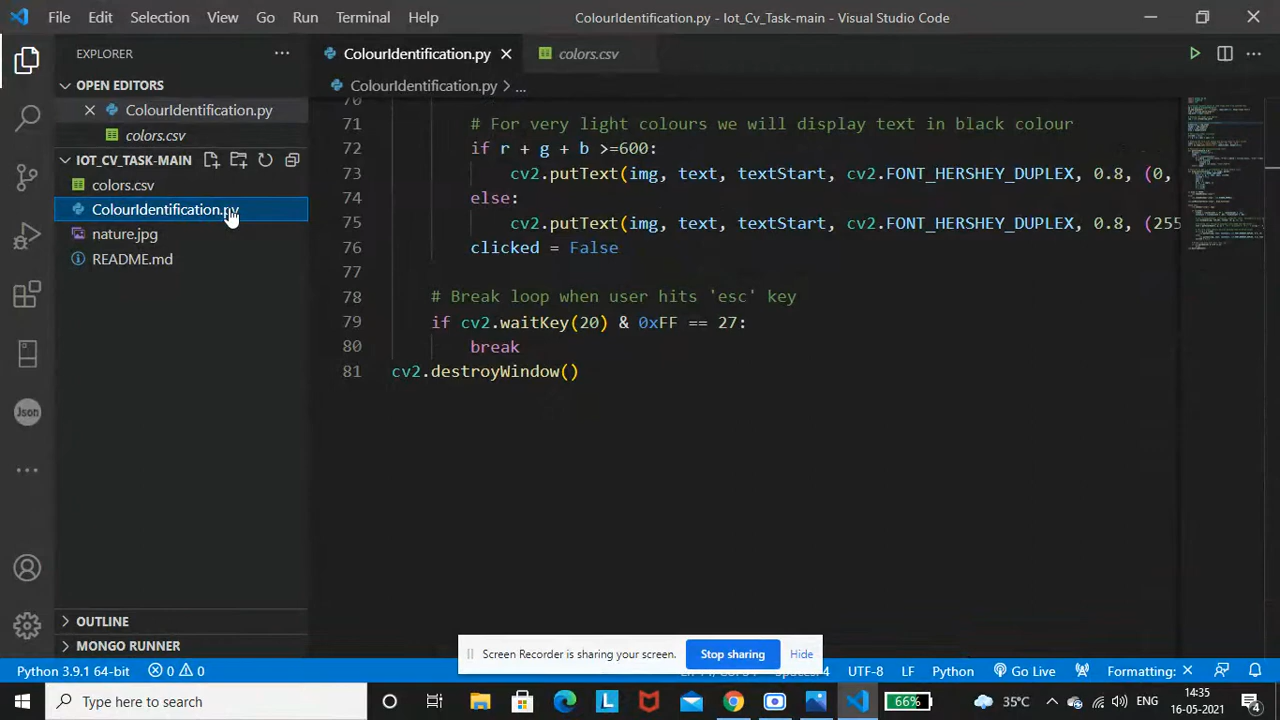 File Edit Selection View Go Run Terminal Help
ColourIdentification.py - Iot_Cv_Task-main - Visual Studio Code
EXPLORER
OPEN EDITORS
ColourIdentification.py
colors.csv
IOT_CV_TASK-MAIN
colors.csv
ColourIdentification.py
nature.jpg
README.md
OUTLINE
MONGO RUNNER
Json
ColourIdentification.py
colors.csv
ColourIdentification.py > ...
70
71 # very light colours we will display text in black colour
72 if r + g + b >=600:
73 cv2.putText(img, text, textStart, cv2.FONT_HERSHEY_DUPLEX, 0.8, (0,
74 else:
75 cv2.putText(img, text, textStart, cv2.FONT_HERSHEY_DUPLEX, 0.8, (255
76 clicked = False
77
78 # Break loop when user hits 'esc' key
79 if cv2.waitKey(20) & 0xFF == 27:
80 break
81 cv2.destroyWindow()
Screen Recorder is sharing your screen. Stop sharing Hide
Python 3.9.1 64-bit 0 0 UTF-8 LF Python Go Live Formatting:
Type here to search
L
66%
35°C
ENG
14:35
16-05-2021
4